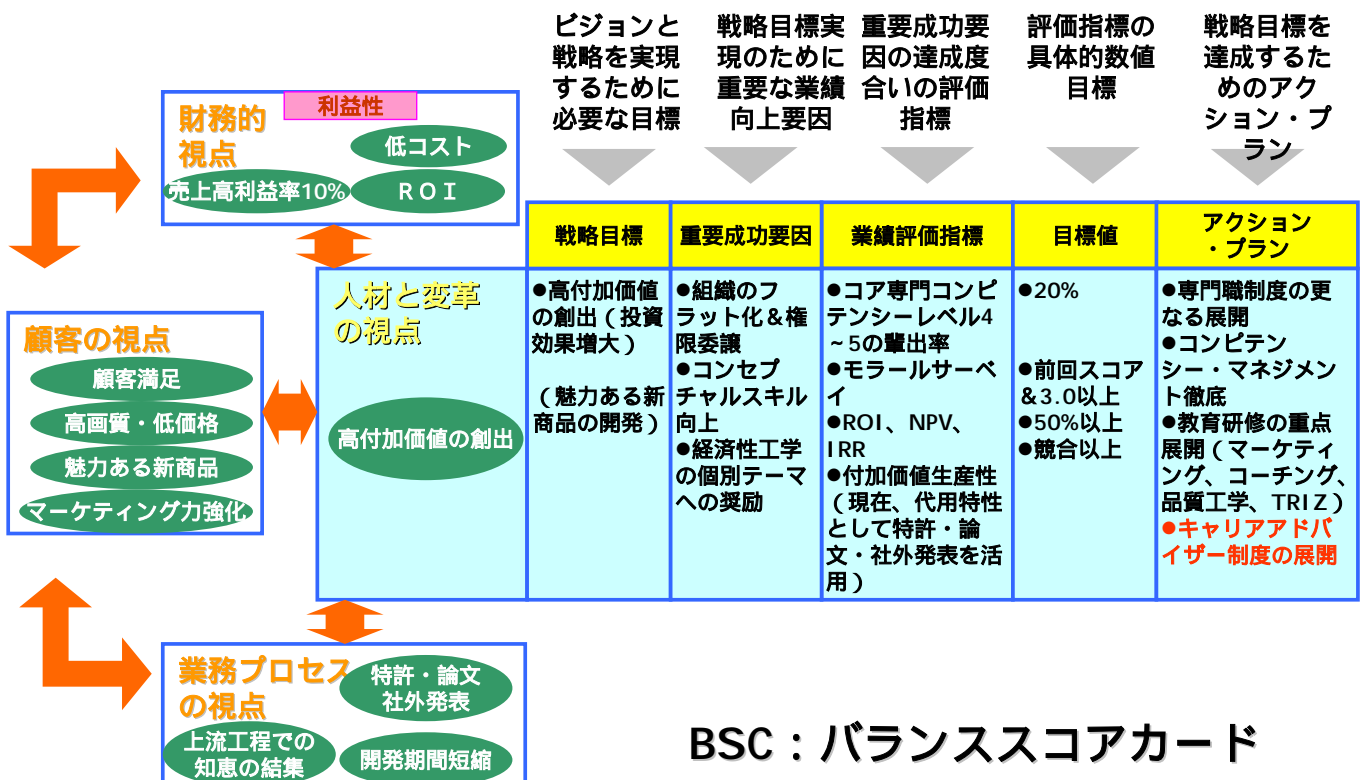 ビジョンと
戦略を実現
するために
必要な目標
戦略目標実
現のために
重要な業績
向上要因
重要成功要
因の達成度
合いの評価
指標
評価指標の
具体的数値
目標
戦略目標を
達成するた
めのアク
ション・プ
ラン
財務的
視点
利益性
低コスト
売上高利益率10%
ＲＯＩ
戦略目標
重要成功要因
業績評価指標
目標値
アクション
・プラン
人材と変革
の視点
高付加価値の創出
●高付加価値
の創出（投資
効果増大）
（魅力ある新
商品の開発）
●組織のフ
ラット化＆権
限委譲
●コンセプ
チャルスキル
向上
●経済性工学
の個別テーマ
への奨励
●コア専門コンピ
テンシーレベル4
~5の輩出率
●モラールサーベ
イ
●ROI、NPV、
IRR
●付加価値生産性
（現在、代用特性
として特許・論
文・社外発表を活
用）
●20%
●前回スコア
＆3.0以上
●50%以上
●競合以上
●専門職制度の更
なる展開
●コンピテン
シー・マネジメン
ト徹底
●教育研修の重点
展開（マーケティ
ング、コーチング、
品質工学、TRIZ）
●キャリアアドバ
イザー制度の展開
顧客の視点
顧客満足
高画質・低価格
魅力ある新商品
マーケティング力強化
業務プロセス
の視点
特許・論文
社外発表
上流工程での
知恵の結集
開発期間短縮
BSC：バランススコアカード